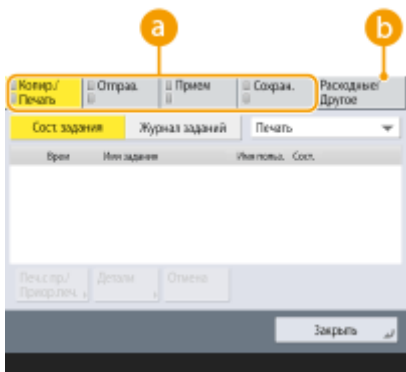 a
b
Копир./
Печать
Отправ.
Прием
Сохран.
Расходные/
Другое
Сост. задания
Журнал заданий
Печать
Время
Имя задания
Имя польз.
Сост.
Печ.с пр./
Приор.печ.
Детали
Отмена
Закрыть